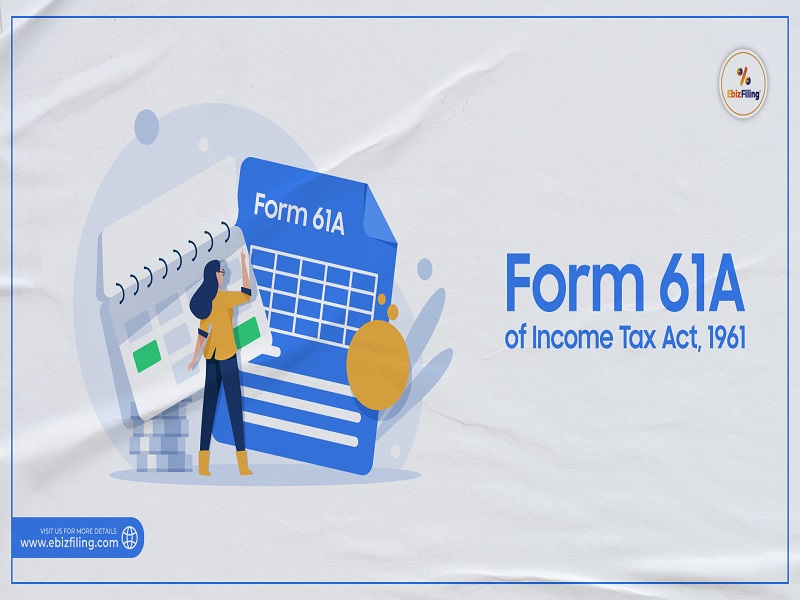 EbizFiling
Form 61A
Form 61A
of Income Tax Act, 1961
VISIT US FOR MORE DETAILS
www.ebizfiling.com